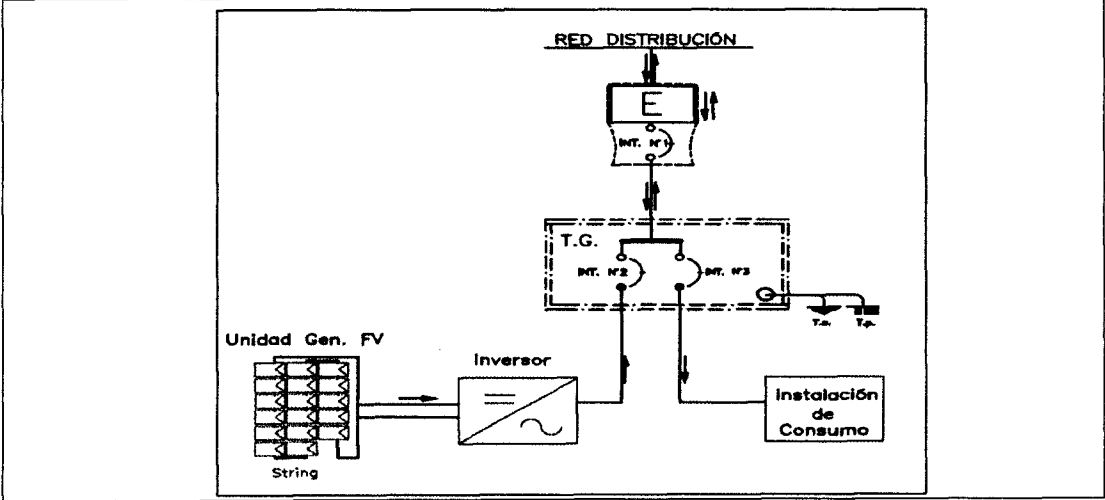 RED DISTRIBUCIÓN
E
INT. Nº1
T.G.
INT. Nº2
INT. Nº3
T.s.
T.p.
Unidad Gen. FV
Inversor
Instalación
de
Consumo
String